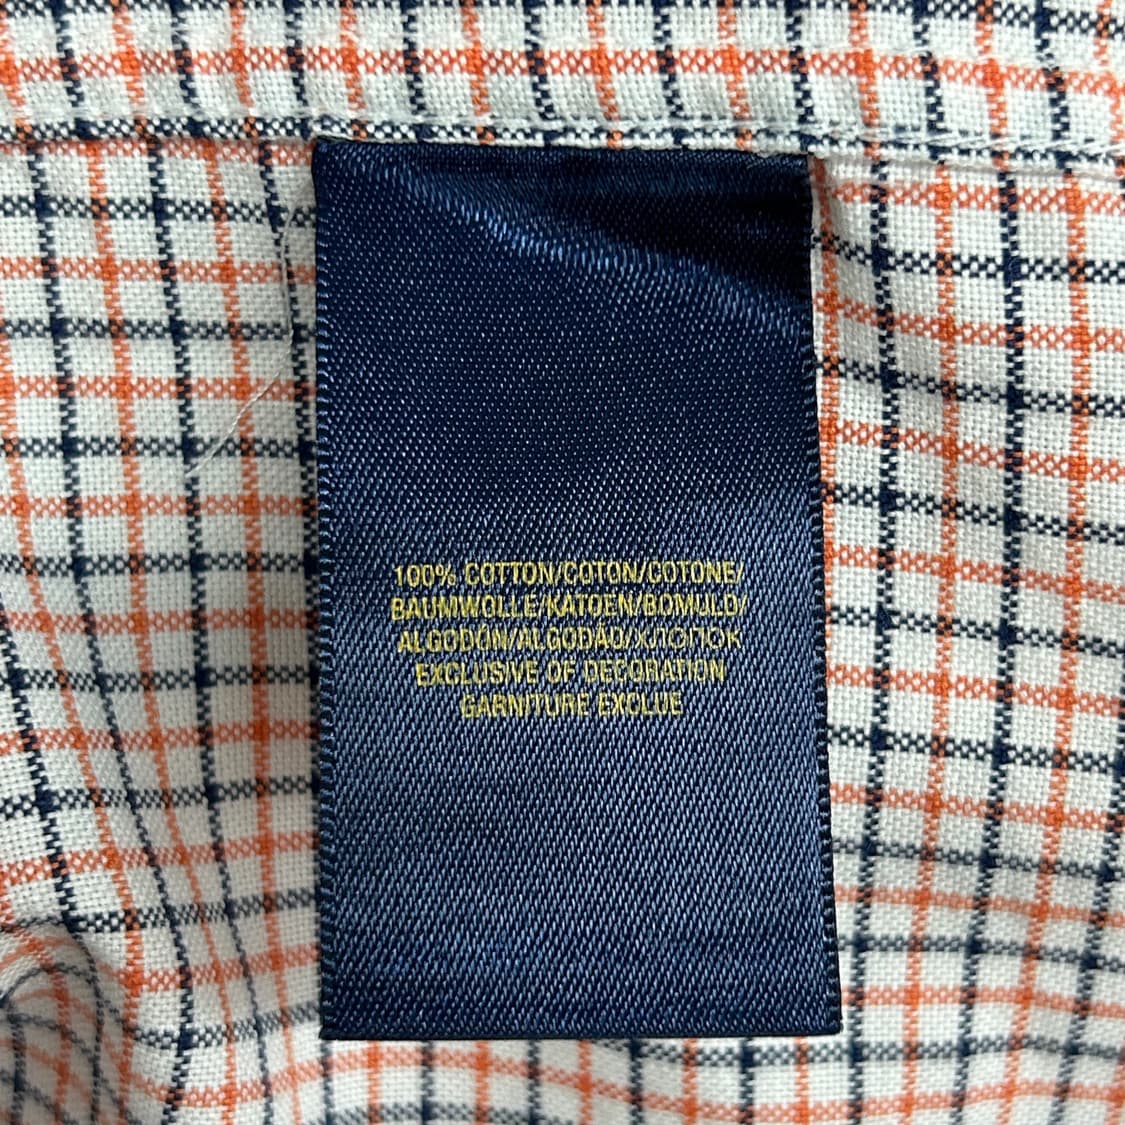 100% COTTON/COTON/COTONE/
BAUMWOLLE/KATOEN/BOMULD/
ALGODÓN/ALGODÃO/ХЛОПОК
EXCLUSIVE OF DECORATION
GARNITURE EXCLUE